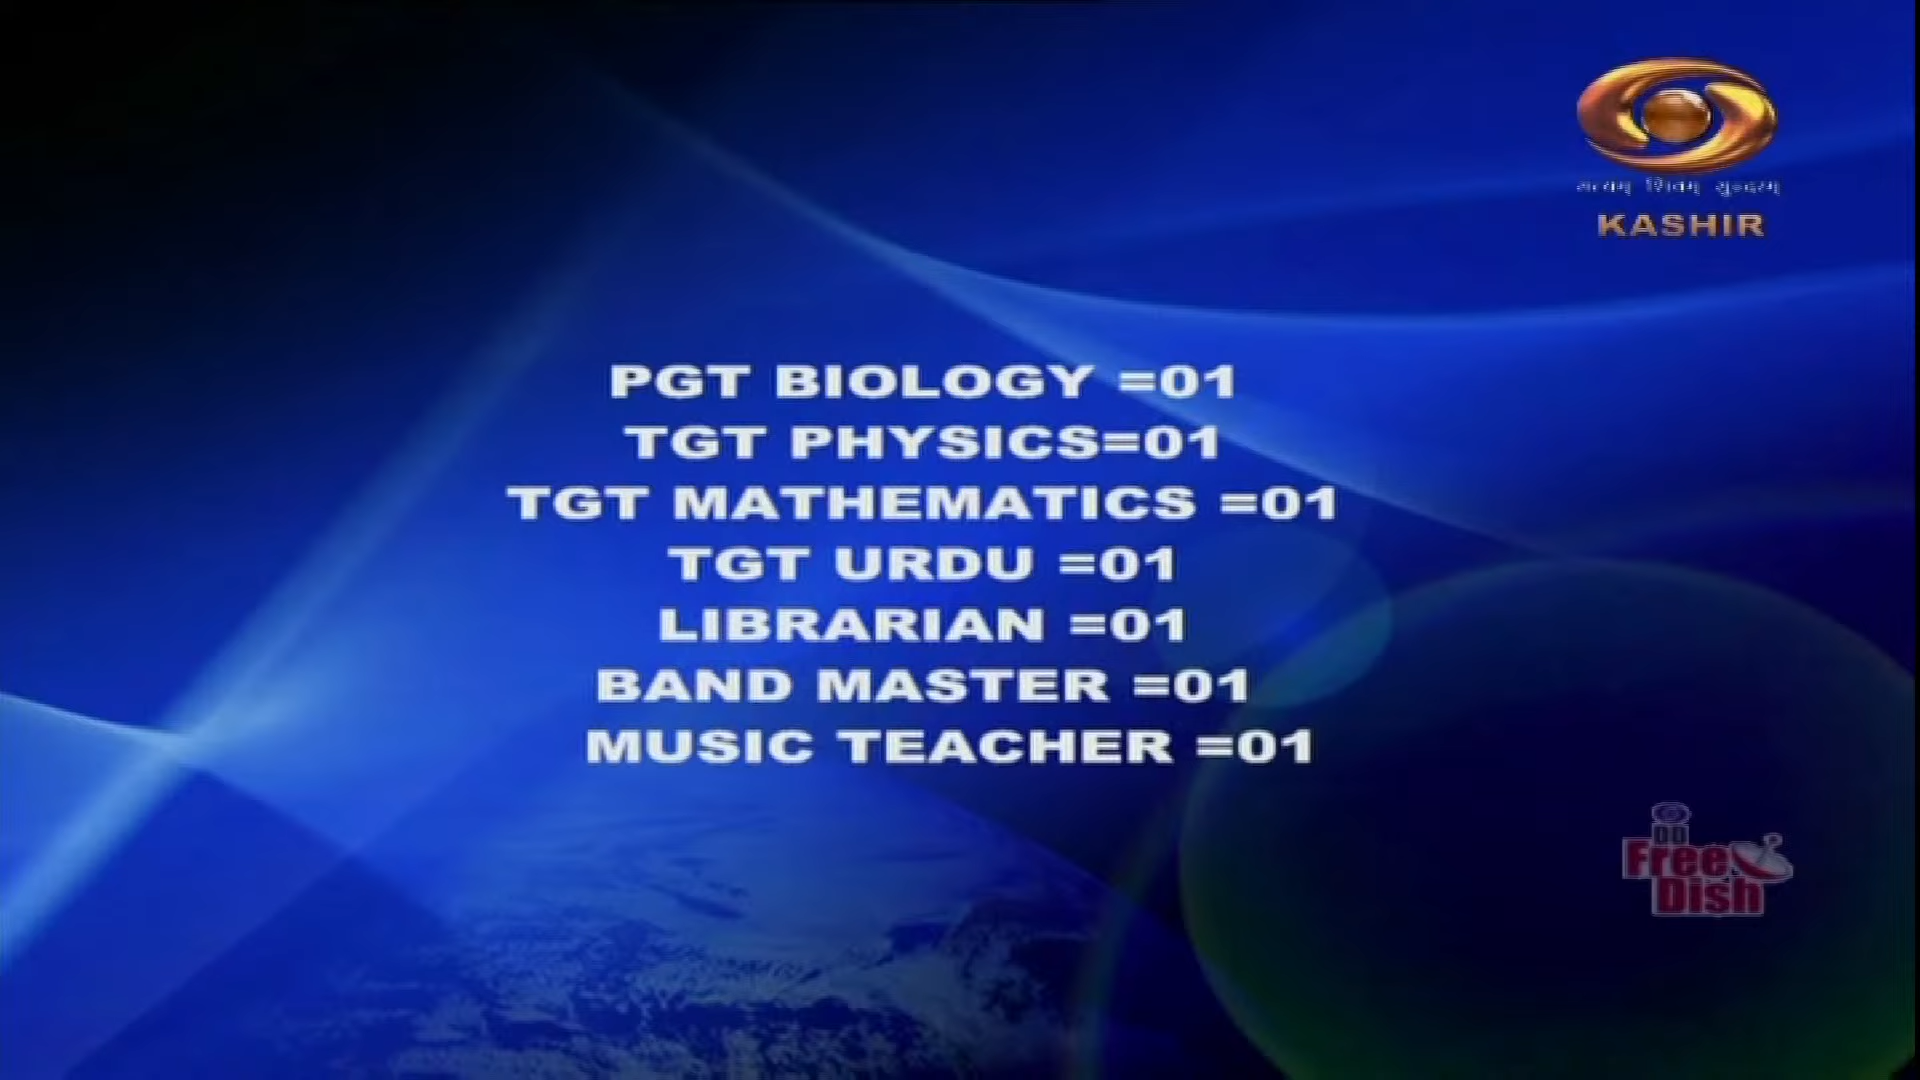 सत्यम् शिवम् सुन्दरम्
KASHIR
PGT BIOLOGY =01
TGT PHYSICS=01
TGT MATHEMATICS =01
TGT URDU =01
LIBRARIAN =01
BAND MASTER =01
MUSIC TEACHER =01
DD
Free
Dish